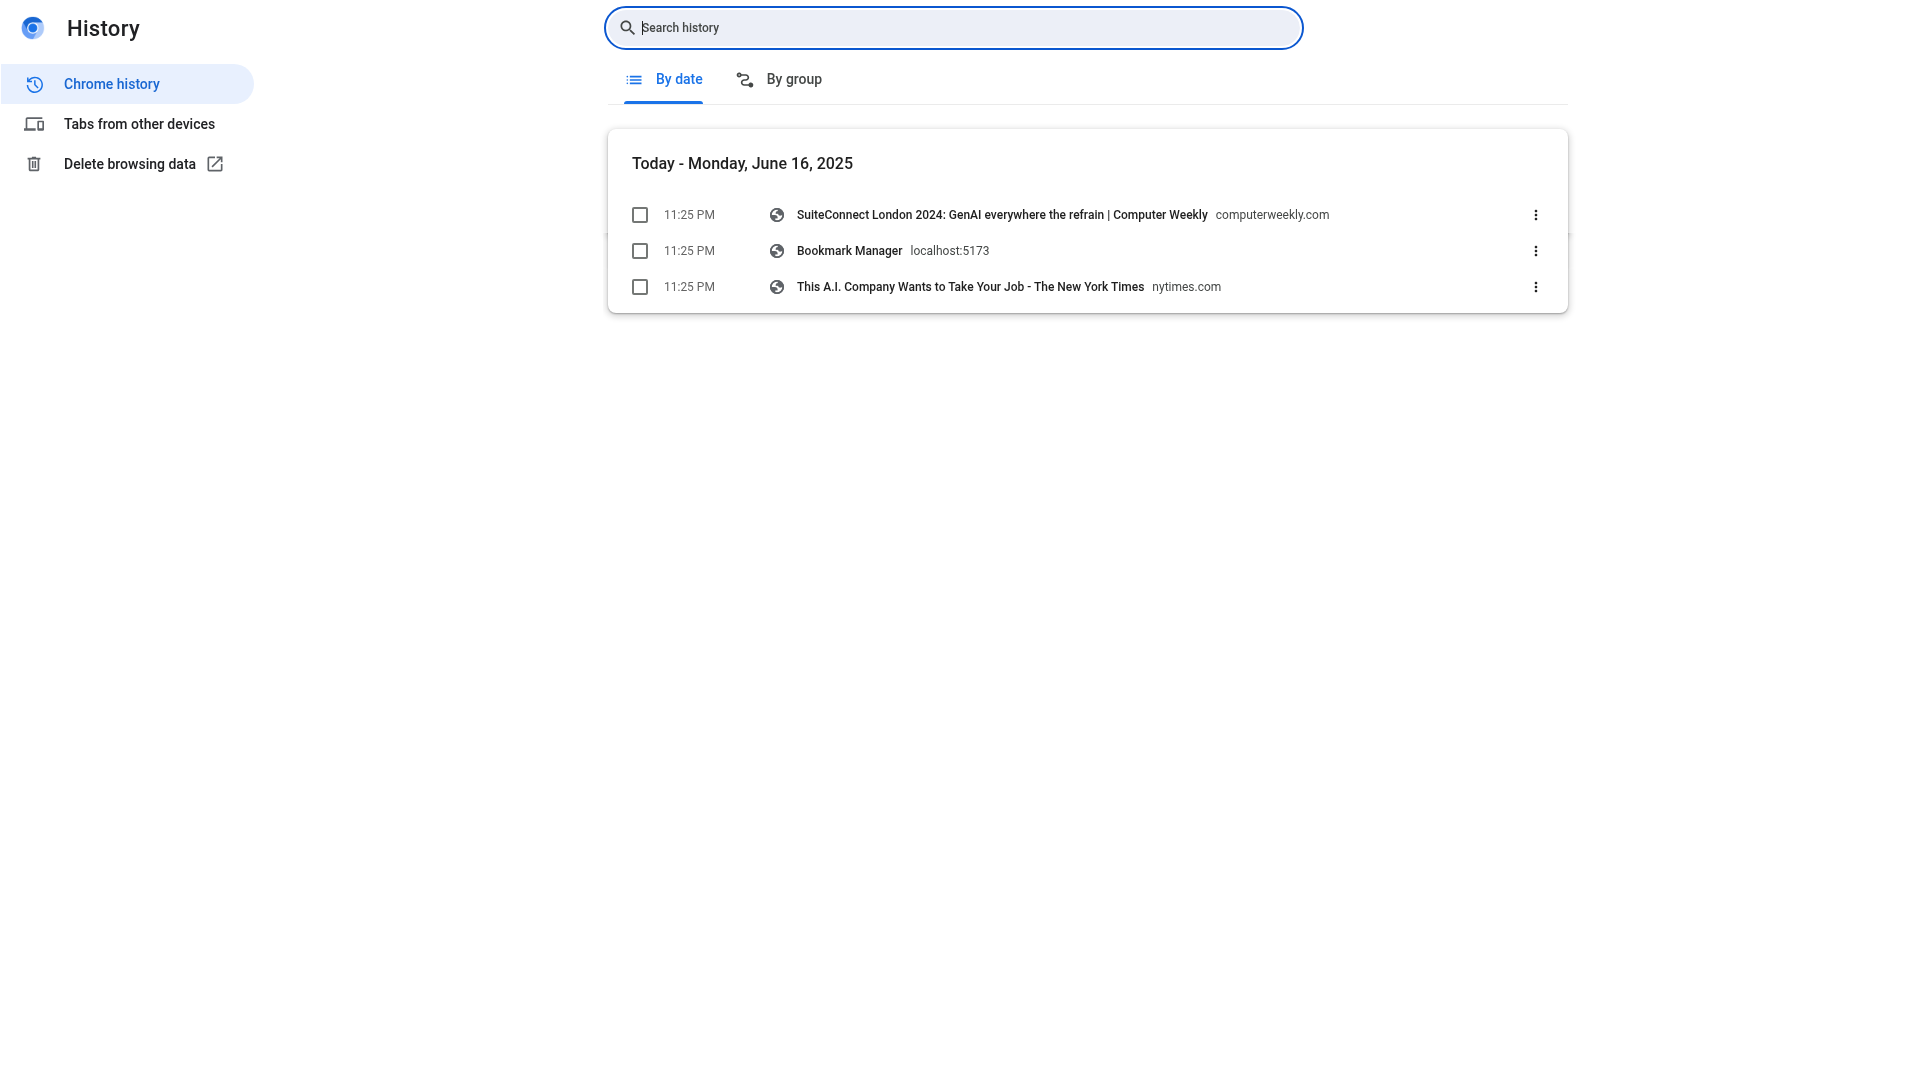 History
Search history
Chrome history
Tabs from other devices
Delete browsing data
By date
By group
Today - Monday, June 16, 2025
11:25 PM SuiteConnect London 2024: GenAI everywhere the refrain | Computer Weekly computerweekly.com
11:25 PM Bookmark Manager localhost:5173
11:25 PM This A.I. Company Wants to Take Your Job - The New York Times nytimes.com